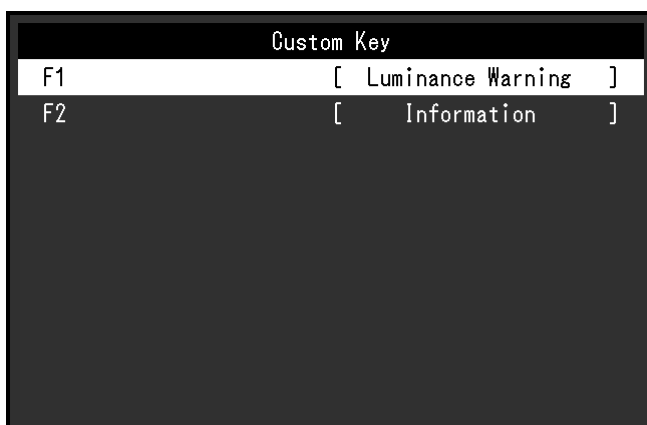 Custom Key
F1 [ Luminance Warning ]
F2 [ Information ]